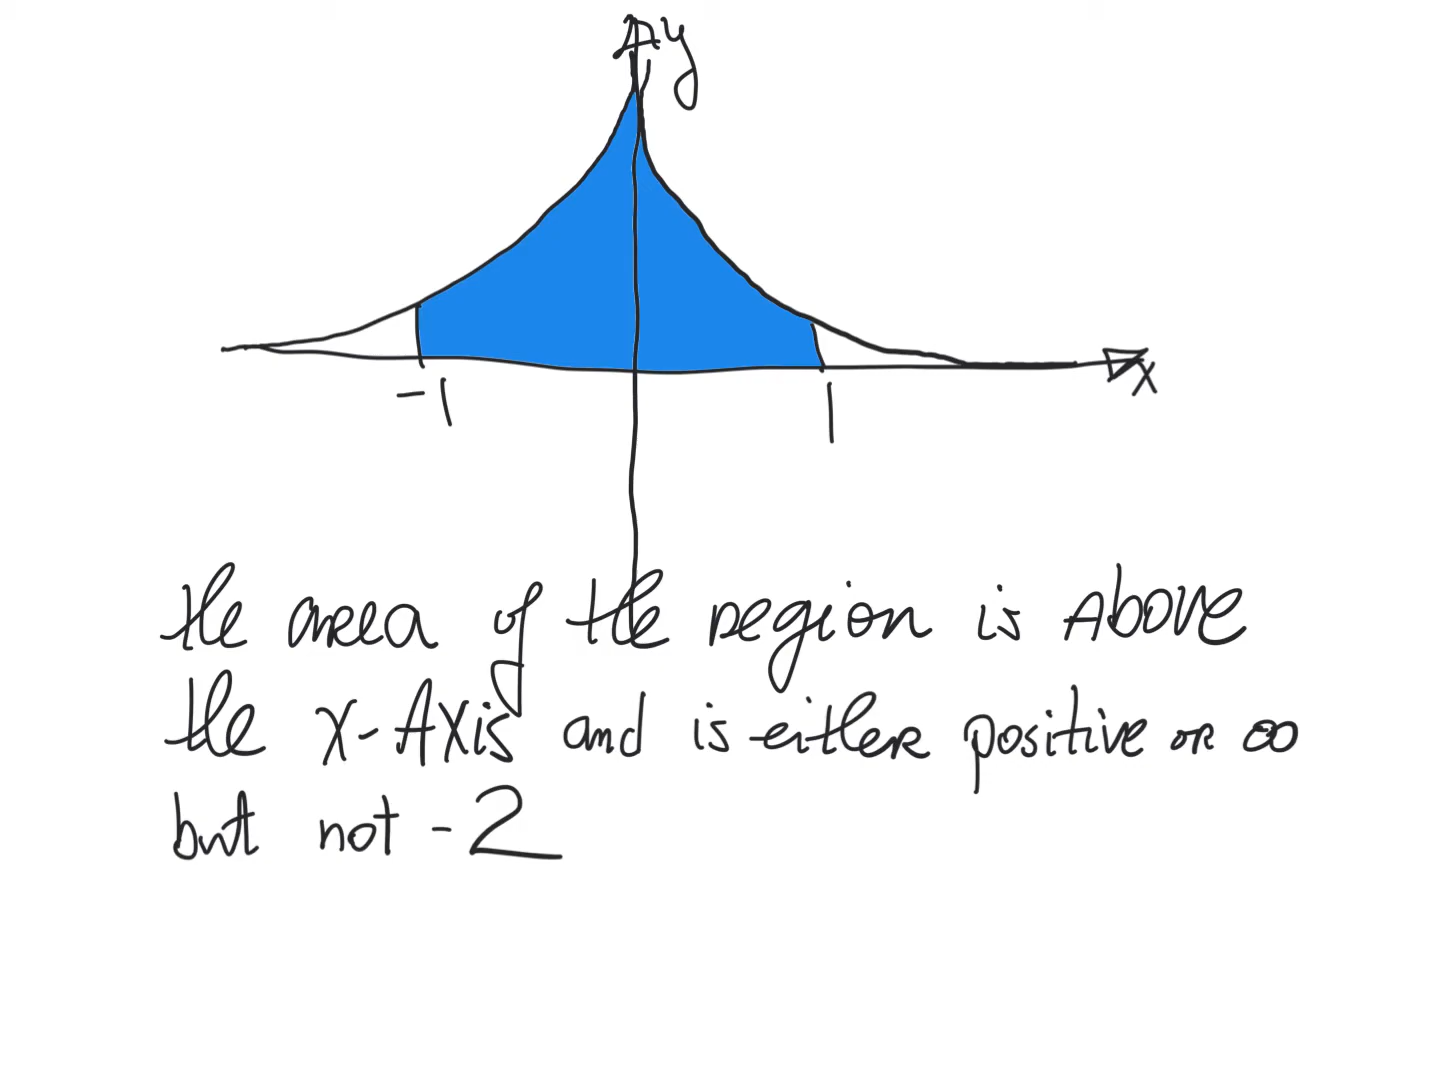 y
x
-1
1
the area of the region is Above
the x-Axis and is either positive or ∞
but not -2